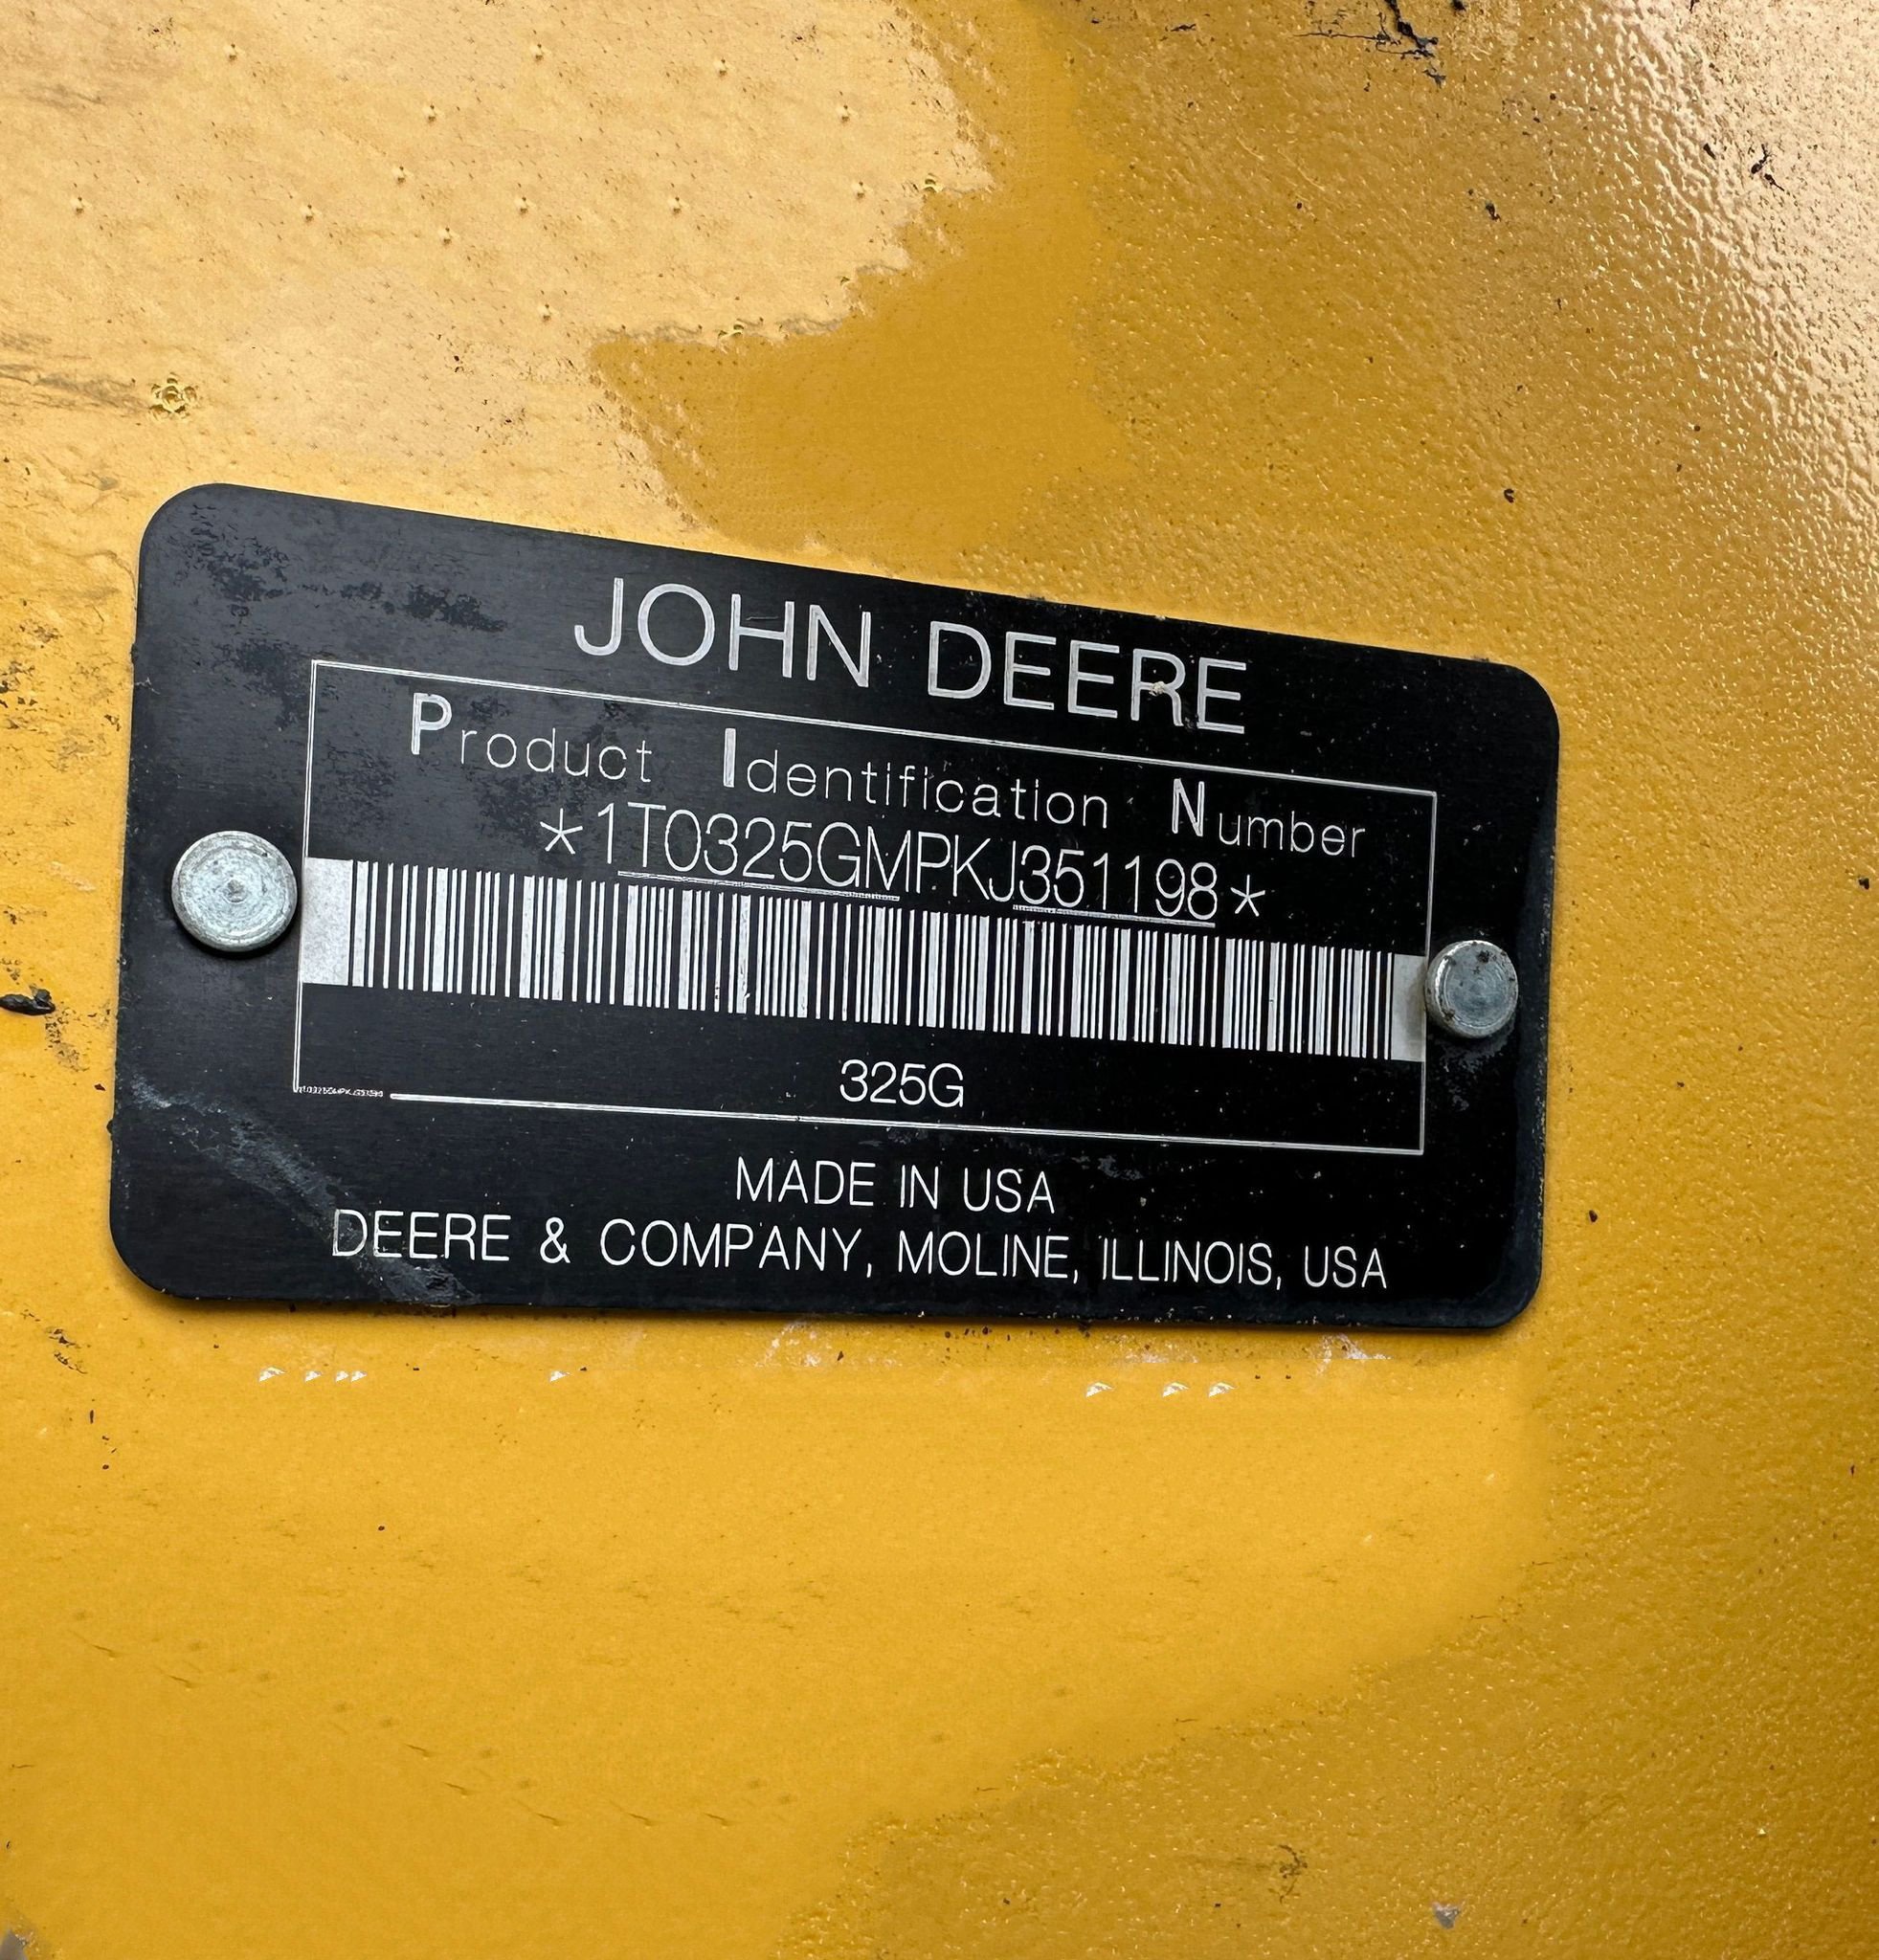 JOHN DEERE
Product Identification Number
*1T0325GMPKJ351198*
325G
MADE IN USA
DEERE & COMPANY, MOLINE, ILLINOIS, USA